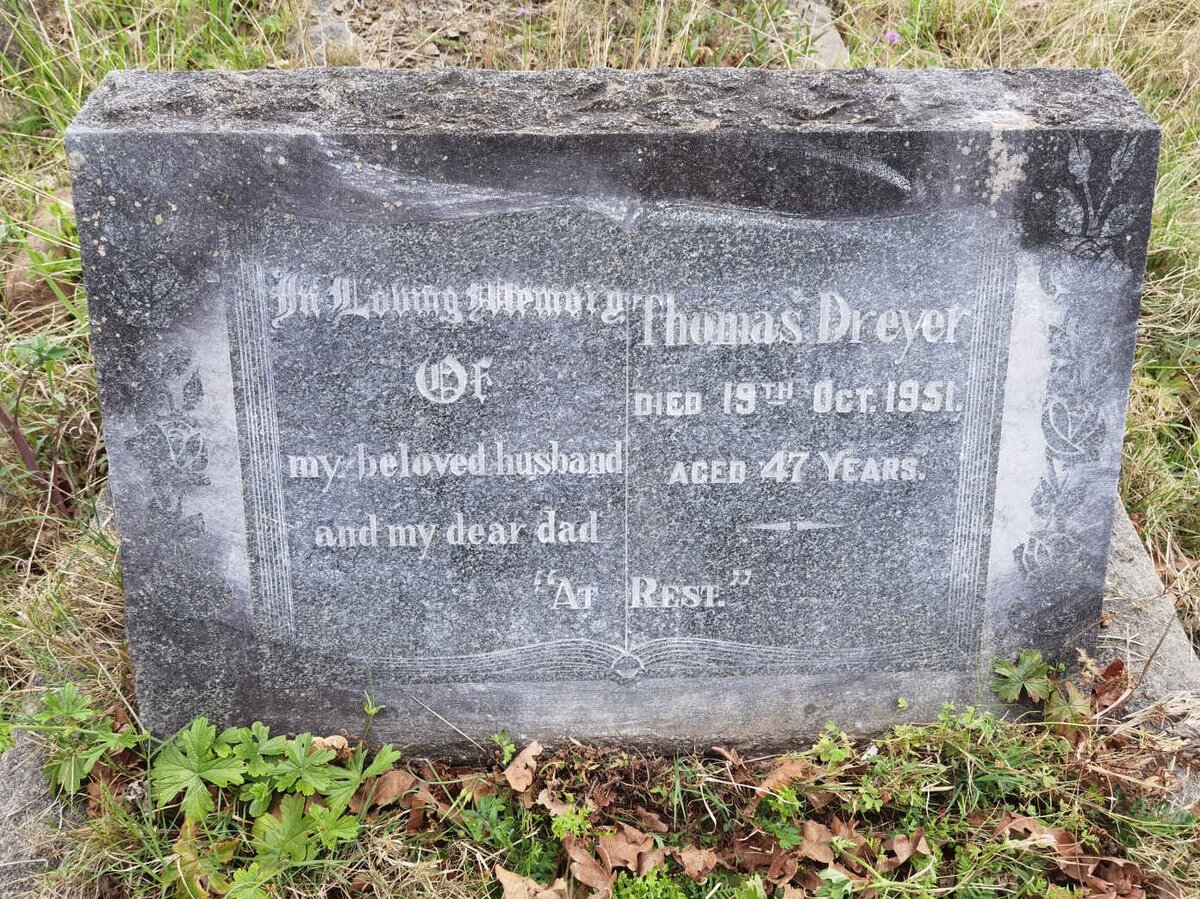 In Loving Memory
Of
my beloved husband
and my dear dad
Thomas Dreyer
DIED 19TH OCT. 1951.
AGED 47 YEARS.
"AT REST."